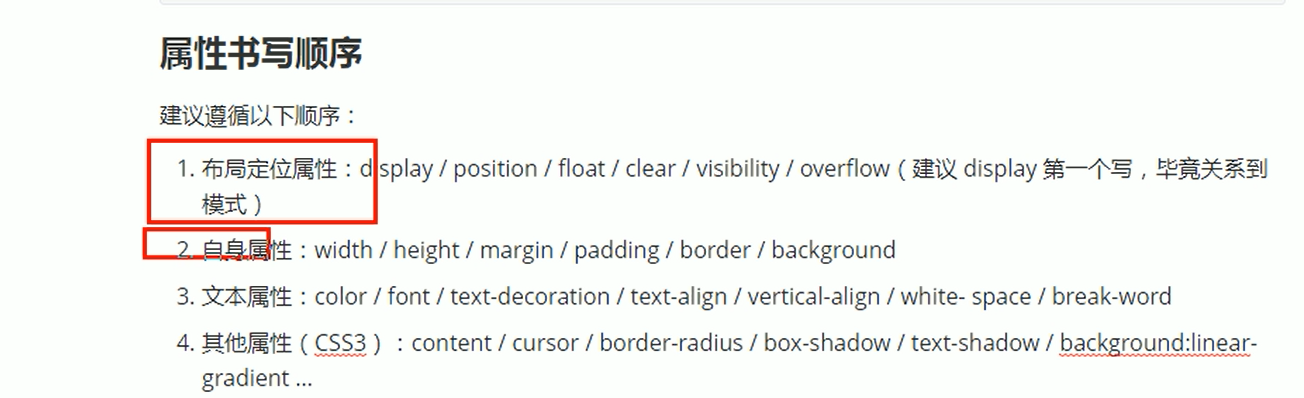 属性书写顺序
建议遵循以下顺序：
1. 布局定位属性：display / position / float / clear / visibility / overflow（建议 display 第一个写，毕竟关系到
模式）
2. 自身属性：width / height / margin / padding / border / background
3. 文本属性：color / font / text-decoration / text-align / vertical-align / white- space / break-word
4. 其他属性（CSS3）：content / cursor / border-radius / box-shadow / text-shadow / background:linear-
gradient ...